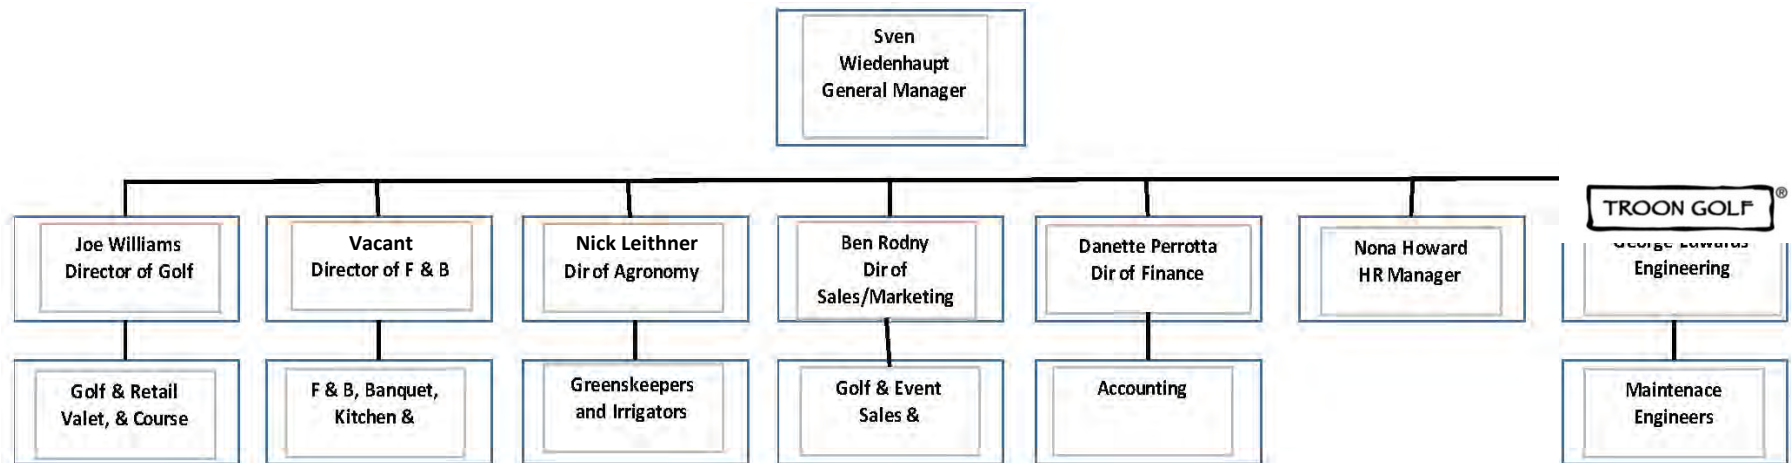 Sven
Wiedenhaupt
General Manager
TROON GOLF®
Joe Williams
Director of Golf
Vacant
Director of F & B
Nick Leithner
Dir of Agronomy
Ben Rodny
Dir of
Sales/Marketing
Danette Perrotta
Dir of Finance
Nona Howard
HR Manager
George Edwards
Engineering
Golf & Retail
Valet, & Course
F & B, Banquet,
Kitchen &
Greenskeepers
and Irrigators
Golf & Event
Sales &
Accounting
Maintenace
Engineers